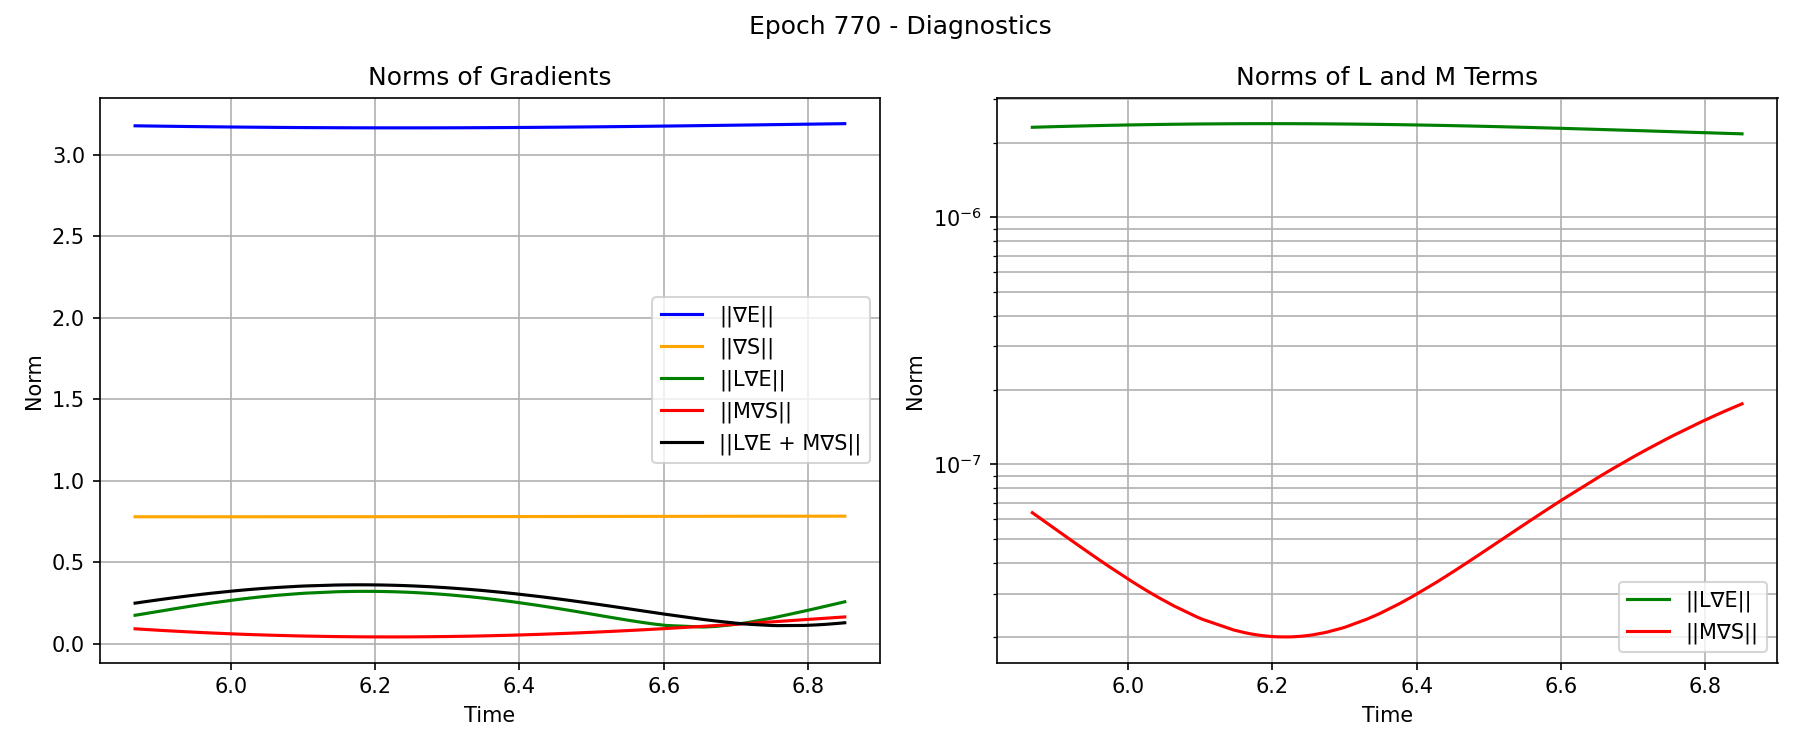 Epoch 770 - Diagnostics
Norms of Gradients
Norm
3.0
2.5
2.0
1.5
1.0
0.5
0.0
||∇E||
||∇S||
||L∇E||
||M∇S||
||L∇E + M∇S||
6.0 6.2 6.4 6.6 6.8
Time
Norms of L and M Terms
Norm
10⁻⁶
10⁻⁷
||L∇E||
||M∇S||
6.0 6.2 6.4 6.6 6.8
Time